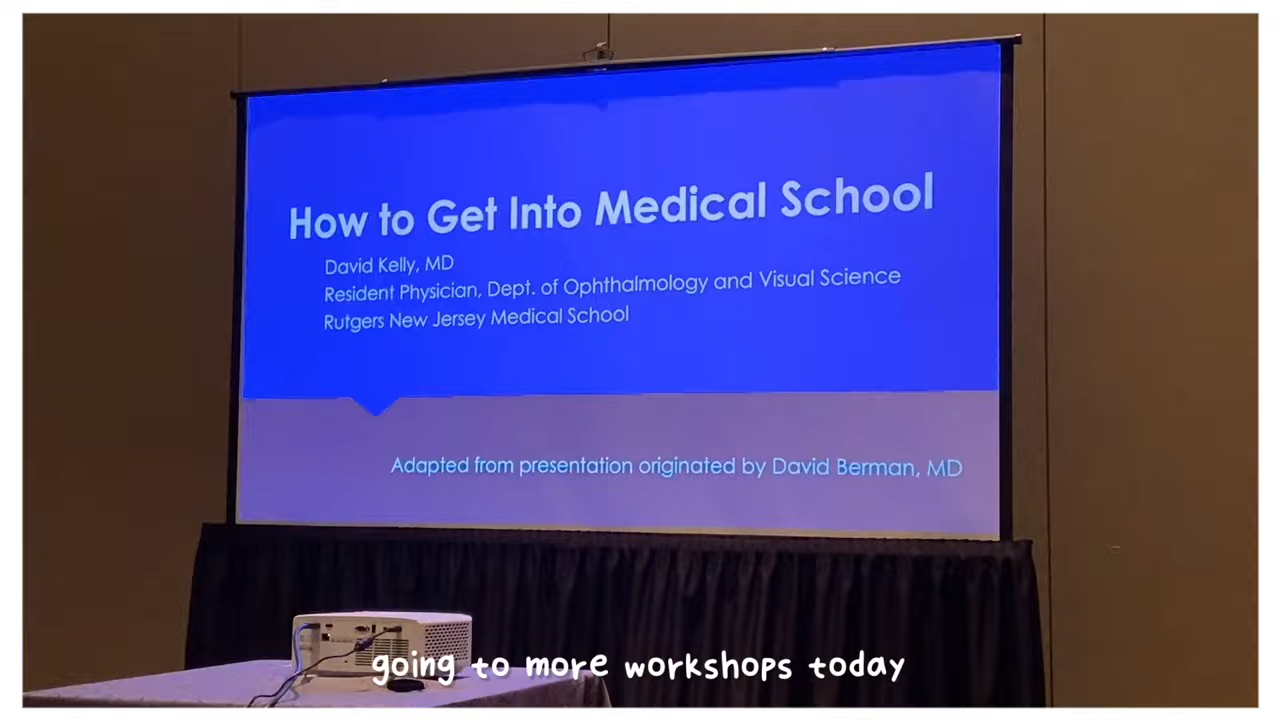 How to Get Into Medical School
David Kelly, MD
Resident Physician, Dept. of Ophthalmology and Visual Science
Rutgers New Jersey Medical School
Adapted from presentation originated by David Berman, MD
going to more workshops today